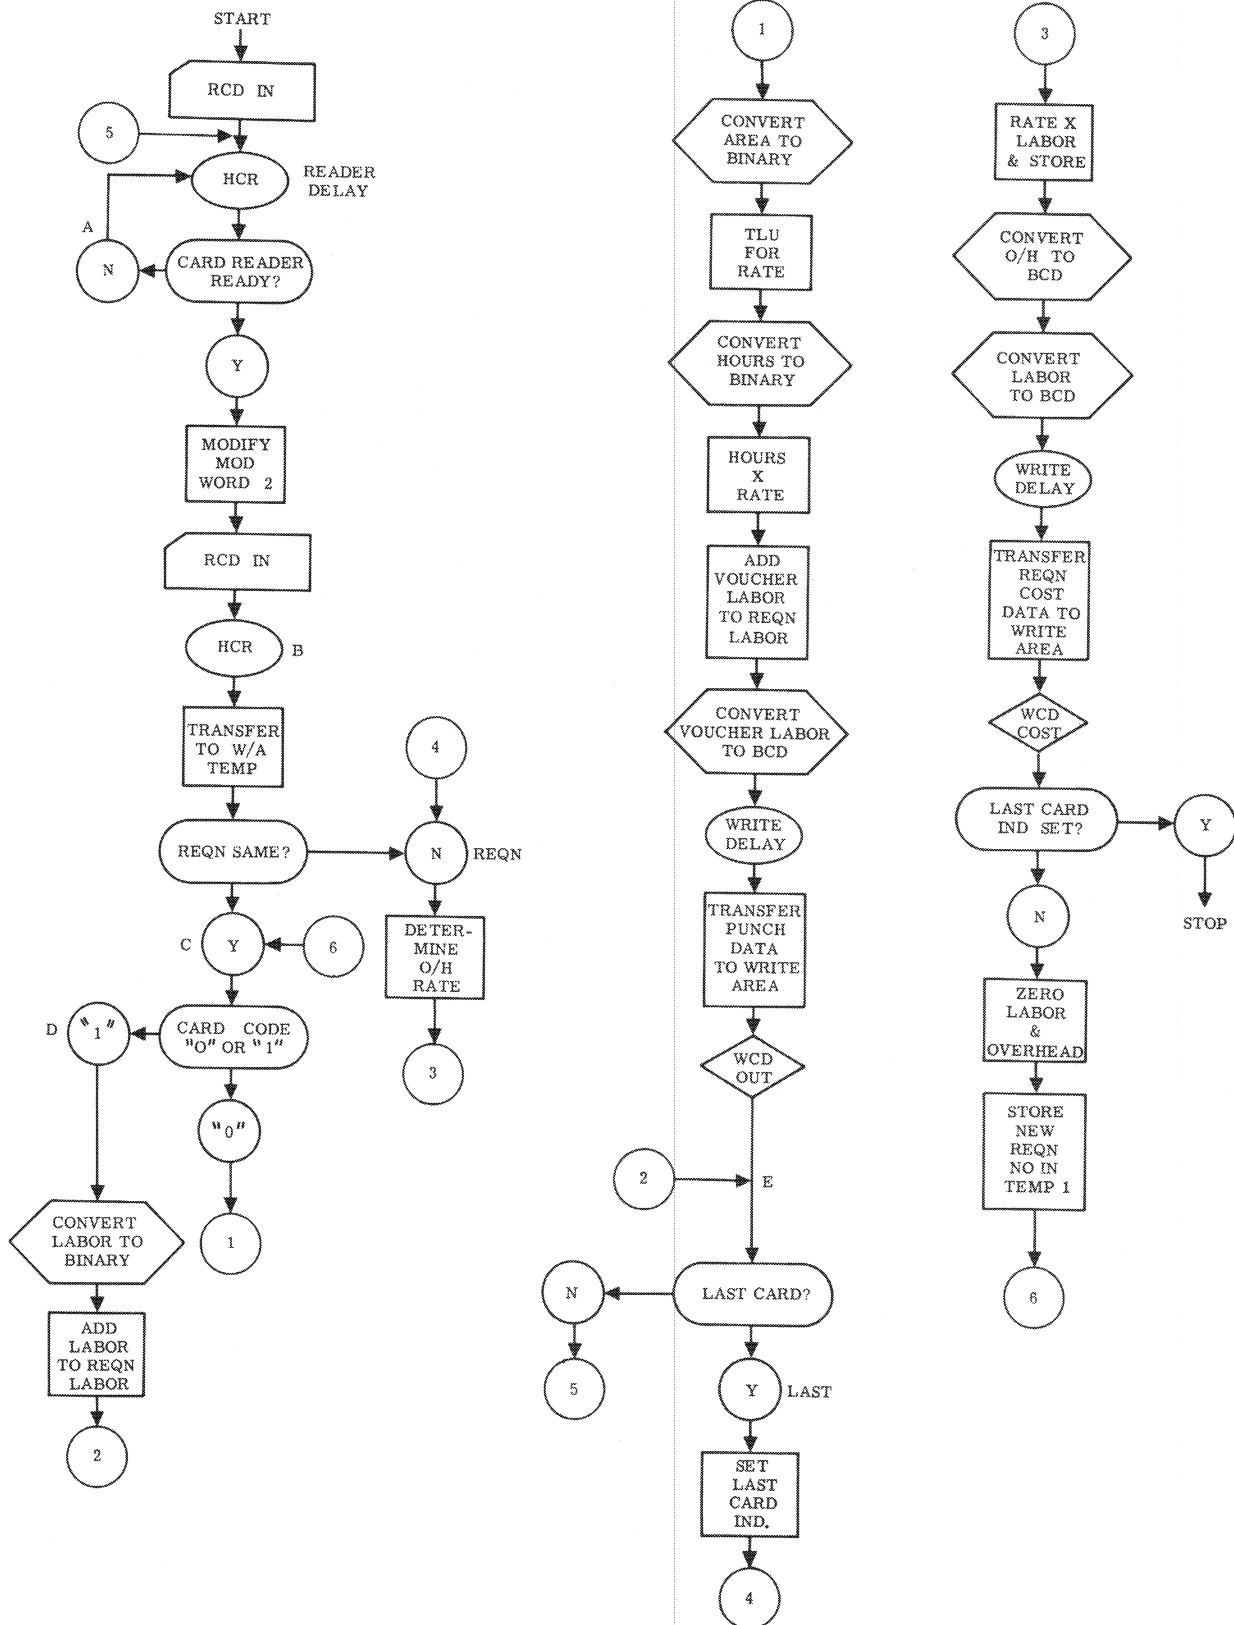 START
RCD IN
5
HCR
READER
DELAY
A
N
CARD READER
READY?
Y
MODIFY
MOD
WORD 2
RCD IN
HCR
B
TRANSFER
TO W/A
TEMP
4
REQN SAME?
N
REQN
C
Y
6
DETER-
MINE
O/H
RATE
D
"1"
CARD CODE
"0" OR "1"
3
"0"
CONVERT
LABOR TO
BINARY
1
ADD
LABOR
TO REQN
LABOR
2
1
CONVERT
AREA TO
BINARY
TLU
FOR
RATE
CONVERT
HOURS TO
BINARY
HOURS
X
RATE
ADD
VOUCHER
LABOR
TO REQN
LABOR
CONVERT
VOUCHER LABOR
TO BCD
WRITE
DELAY
TRANSFER
PUNCH
DATA
TO WRITE
AREA
WCD
OUT
2
E
N
LAST CARD?
5
Y
LAST
SET
LAST
CARD
IND.
4
3
RATE X
LABOR
& STORE
CONVERT
O/H TO
BCD
CONVERT
LABOR
TO BCD
WRITE
DELAY
TRANSFER
REQN
COST
DATA TO
WRITE
AREA
WCD
COST
LAST CARD
IND SET?
Y
N
STOP
ZERO
LABOR
&
OVERHEAD
STORE
NEW
REQN
NO IN
TEMP 1
6